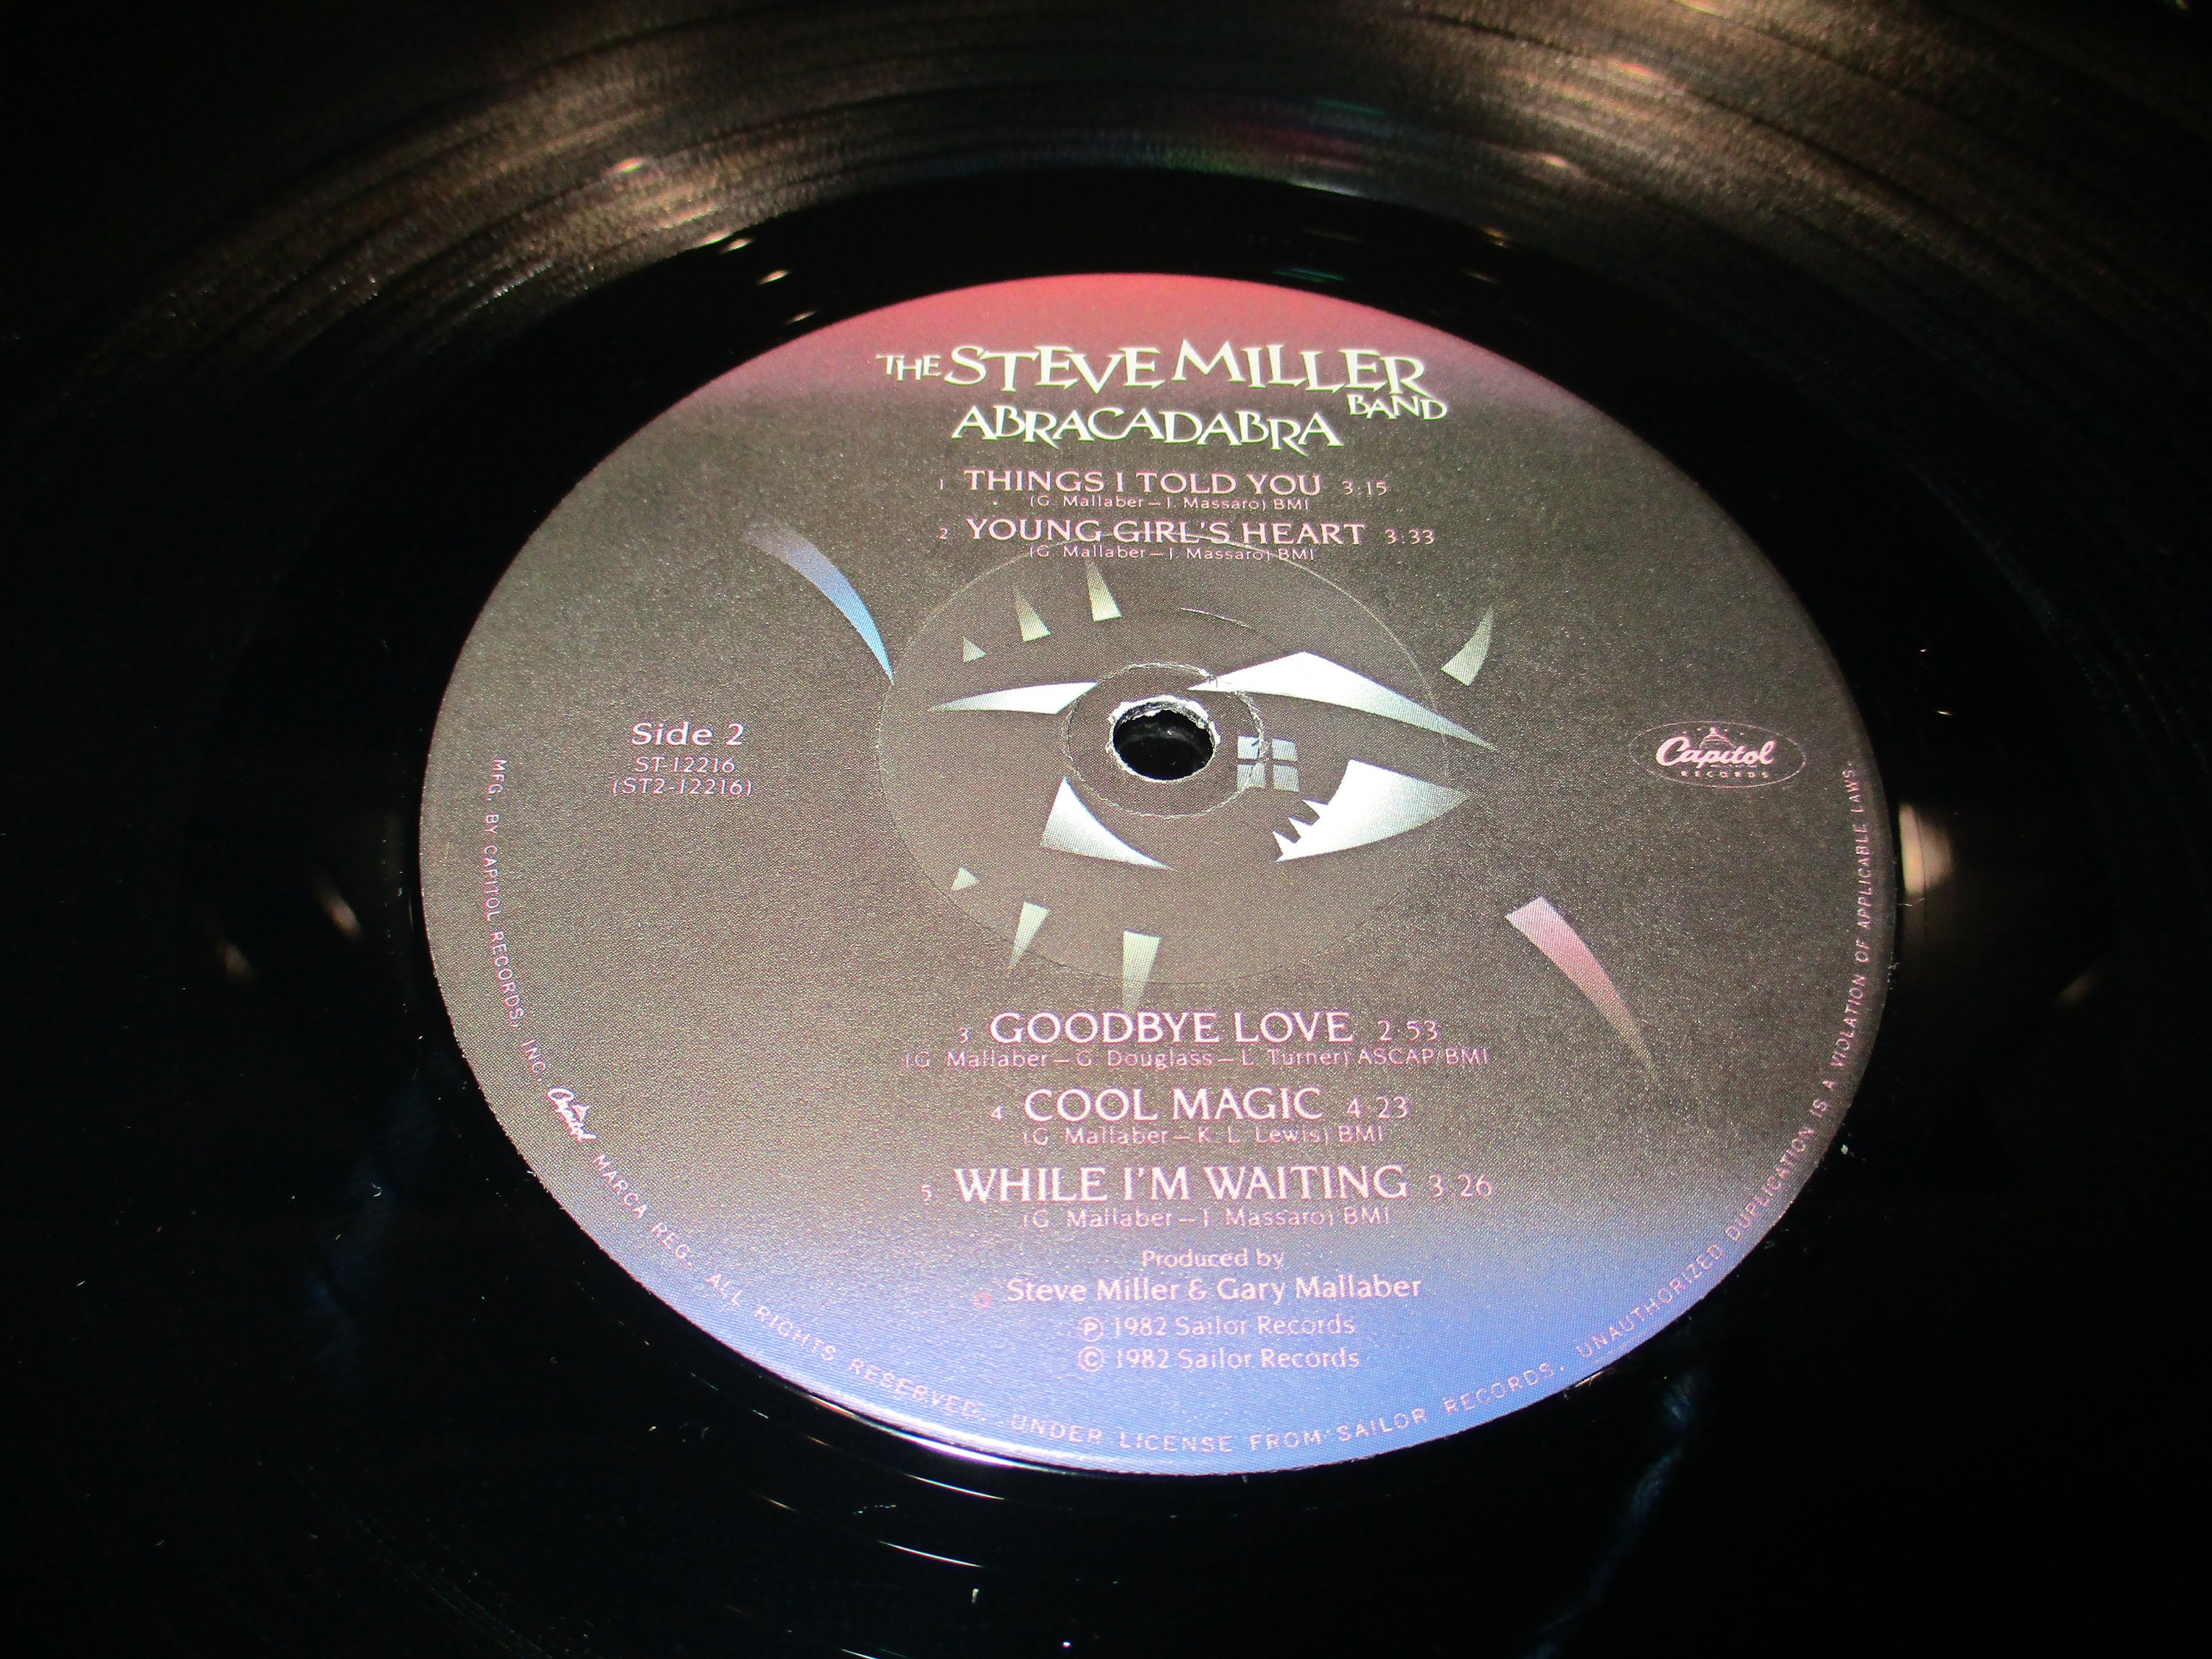 THE STEVE MILLER
BAND
ABRACADABRA
1 THINGS I TOLD YOU 3:15
(G. Mallaber—J. Massaro) BMI
2 YOUNG GIRL'S HEART 3:33
(G. Mallaber—J. Massaro) BMI
Side 2
ST-12216
(ST2-12216)
Capitol
RECORDS
3 GOODBYE LOVE 2:53
(G. Mallaber—G. Douglass—L. Turner) ASCAP/BMI
4 COOL MAGIC 4:23
(G. Mallaber—K. L. Lewis) BMI
5 WHILE I'M WAITING 3:26
(G. Mallaber—J. Massaro) BMI
Produced by
Steve Miller & Gary Mallaber
℗ 1982 Sailor Records
© 1982 Sailor Records
MFG. BY CAPITOL RECORDS, INC. Capitol MARCA REG. ALL RIGHTS RESERVED. UNDER LICENSE FROM SAILOR RECORDS. UNAUTHORIZED DUPLICATION IS A VIOLATION OF APPLICABLE LAWS.